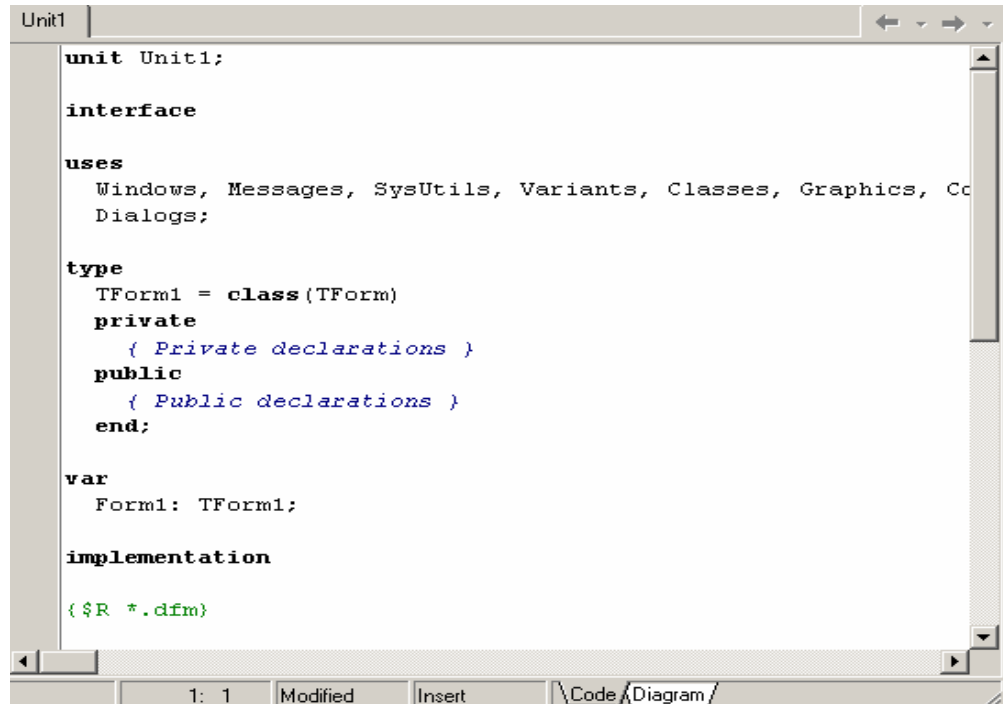 Unit1
unit Unit1;
interface
uses
Windows, Messages, SysUtils, Variants, Classes, Graphics, Co
Dialogs;
type
TForm1 = class(TForm)
private
{ Private declarations }
public
{ Public declarations }
end;
var
Form1: TForm1;
implementation
{$R *.dfm}
1: 1 Modified Insert \Code/Diagram/